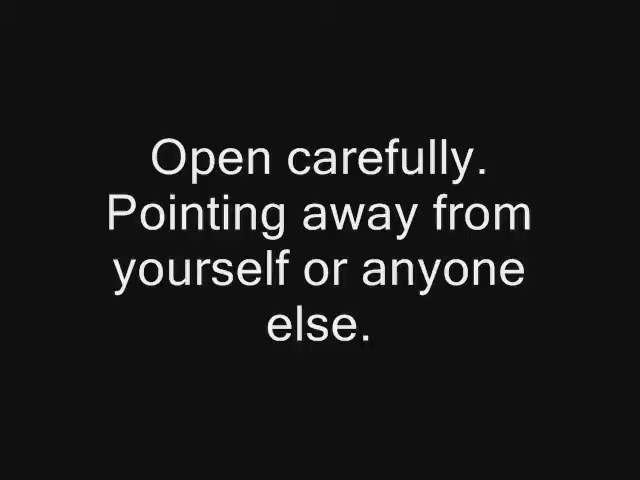 Open carefully.
Pointing away from
yourself or anyone
else.